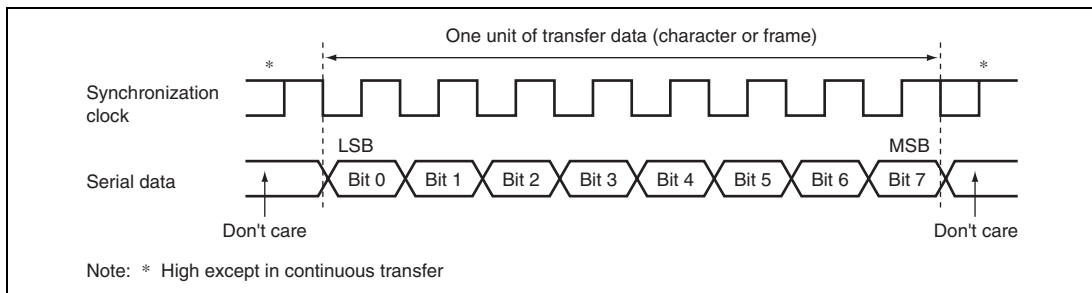 One unit of transfer data (character or frame)
* *
Synchronization
clock
LSB MSB
Serial data Bit 0 Bit 1 Bit 2 Bit 3 Bit 4 Bit 5 Bit 6 Bit 7
Don't care Don't care
Note: * High except in continuous transfer